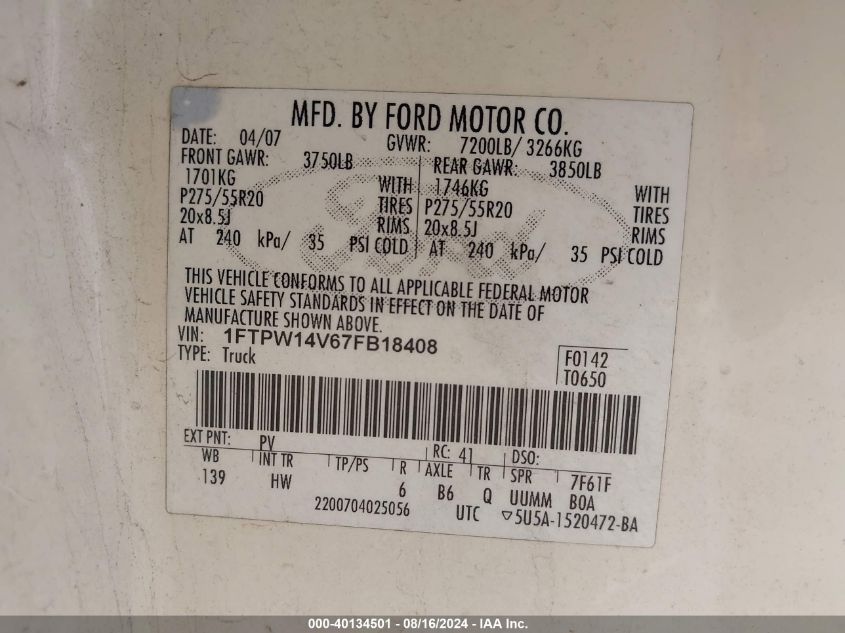 MFD. BY FORD MOTOR CO.
DATE: 04/07 GVWR: 7200LB/ 3266KG
FRONT GAWR: 3750LB REAR GAWR: 3850LB
1701KG WITH 1746KG WITH
P275/55R20 TIRES P275/55R20 TIRES
20x8.5J RIMS 20x8.5J RIMS
AT 240 kPa/ 35 PSI COLD AT 240 kPa/ 35 PSI COLD
Ford
THIS VEHICLE CONFORMS TO ALL APPLICABLE FEDERAL MOTOR
VEHICLE SAFETY STANDARDS IN EFFECT ON THE DATE OF
MANUFACTURE SHOWN ABOVE.
VIN: 1FTPW14V67FB18408
TYPE: Truck
F0142
T0650
EXT PNT: PV RC: 41 DSO:
WB INT TR TP/PS R AXLE TR SPR 7F61F
139 HW 6 B6 Q UUMM B0A
2200704025056 UTC ▽5U5A-1520472-BA
000-40134501 - 08/16/2024 - IAA Inc.